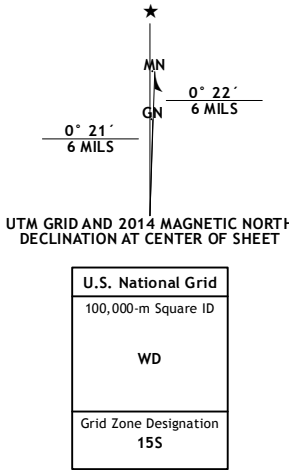 ★
MN
0° 22´
6 MILS
GN
0° 21´
6 MILS
UTM GRID AND 2014 MAGNETIC NORTH
DECLINATION AT CENTER OF SHEET
U.S. National Grid
100,000-m Square ID
WD
Grid Zone Designation
15S